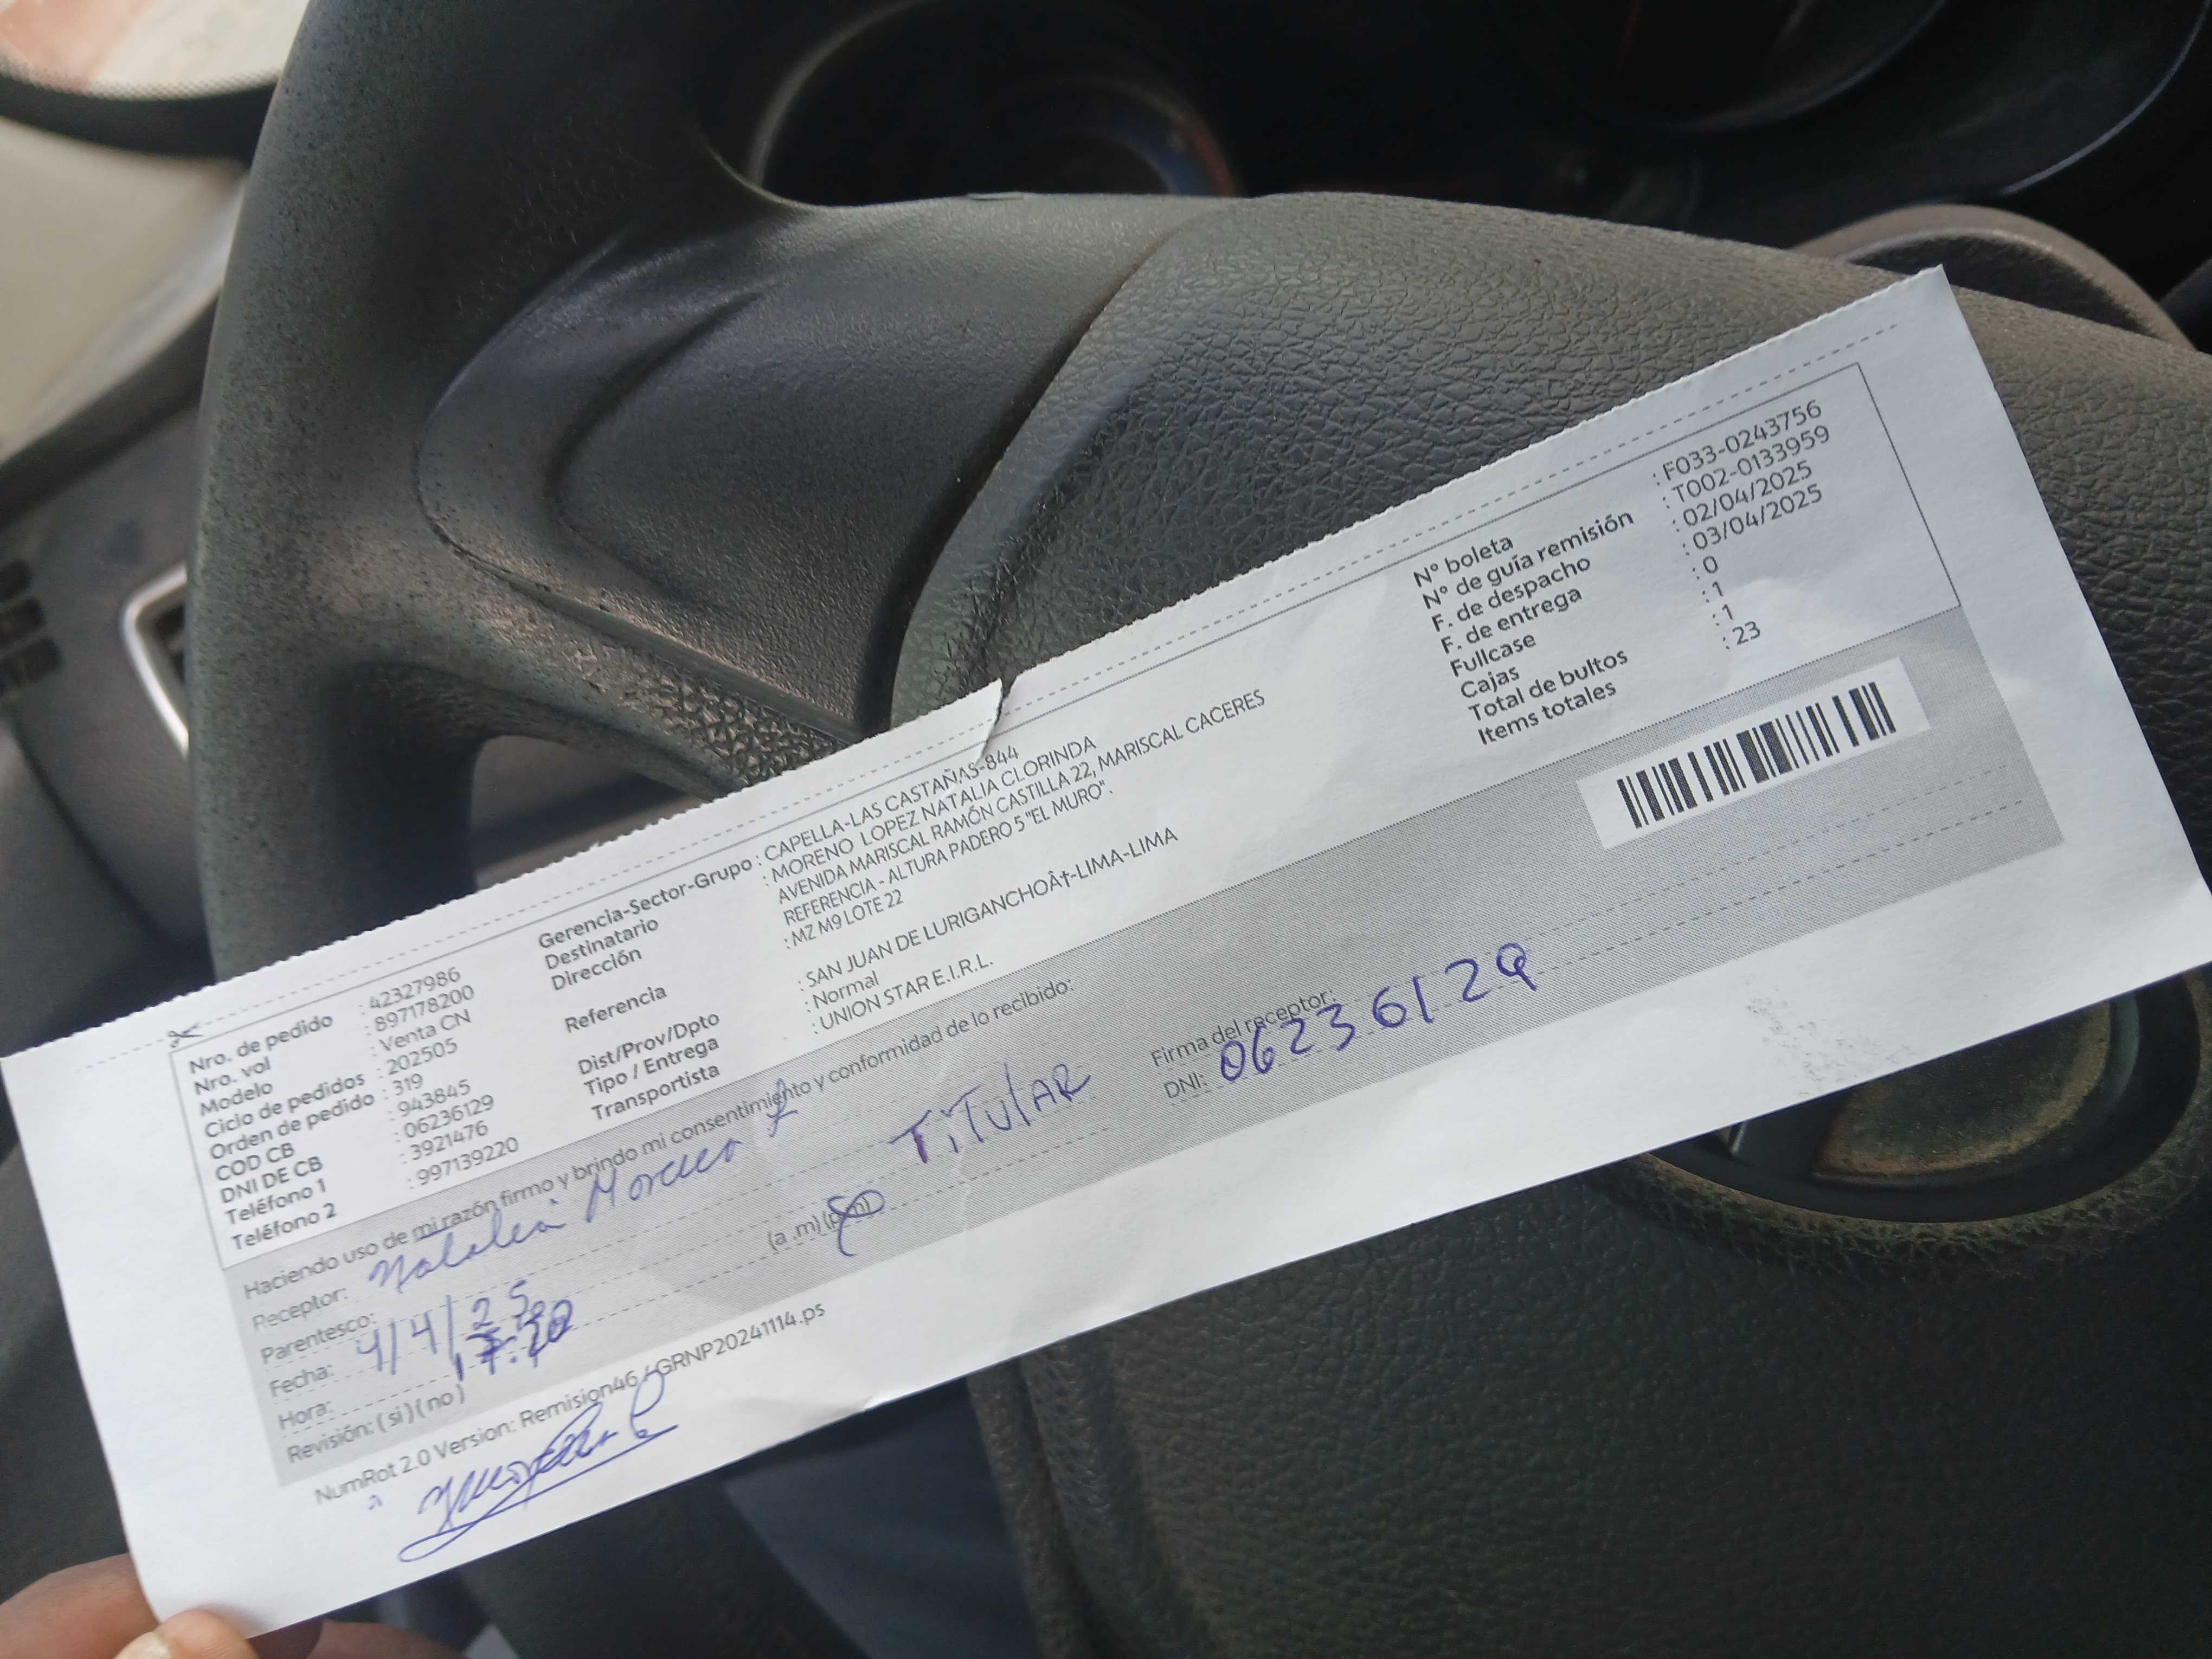 Nro. de pedido : 42327986
Nro. vol : 897178200
Modelo : Venta CN
Ciclo de pedidos : 202505
Orden de pedido : 319
COD CB : 943845
DNI DE CB : 06236129
Teléfono 1 : 3921476
Teléfono 2 : 997139220
Gerencia-Sector-Grupo : CAPELLA-LAS CASTAÑAS-844
Destinatario : MORENO LOPEZ NATALIA CLORINDA
Dirección AVENIDA MARISCAL RAMÓN CASTILLA 22, MARISCAL CACERES
REFERENCIA - ALTURA PADERO 5 "EL MURO".
Referencia : MZ M9 LOTE 22
Dist/Prov/Dpto : SAN JUAN DE LURIGANCHOÂ†-LIMA-LIMA
Tipo / Entrega : Normal
Transportista : UNION STAR E.I.R.L.
N° boleta : F033-0243756
N° de guía remisión : T002-0133959
F. de despacho : 02/04/2025
F. de entrega : 03/04/2025
Fullcase : 0
Cajas : 1
Total de bultos : 1
Items totales : 23
Haciendo uso de mi razón firmo y brindo mi consentimiento y conformidad de lo recibido:
Receptor: Natalia Moreno L
Parentesco: TiTulAR
Fecha: 4/4/25
Hora: (a .m) (p.m)
Revisión: ( si ) ( no )
Firma del receptor:
DNI: 06236129
NumRot 2.0 Version: Remision46 / GRNP20241114.ps